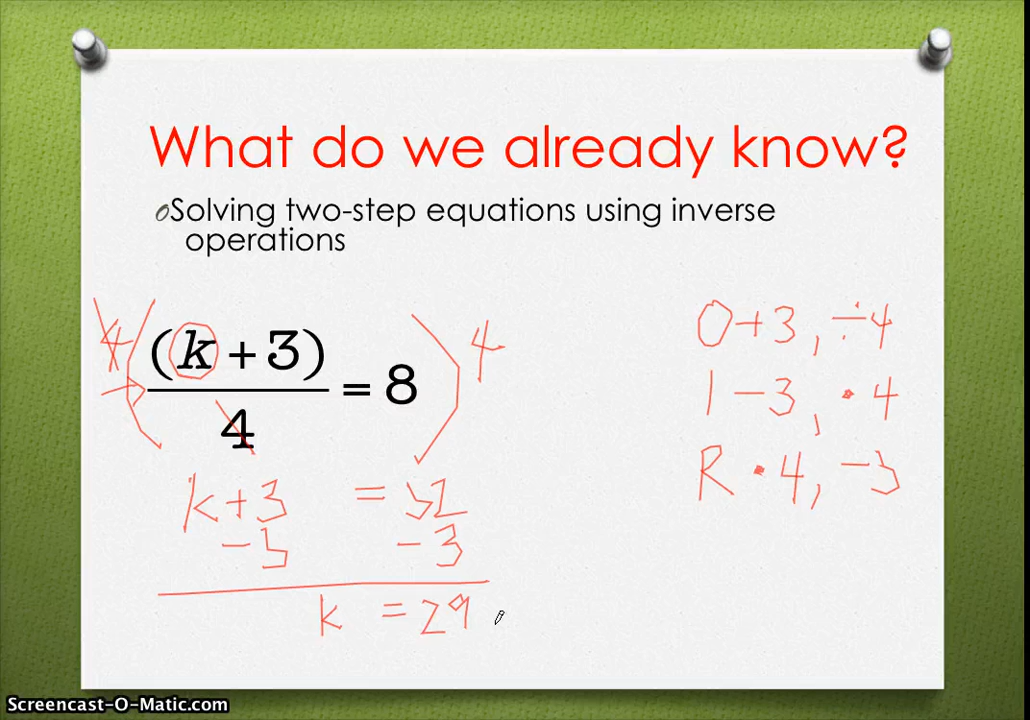 What do we already know?
Solving two-step equations using inverse
operations
4 (k + 3) / 4 = 8 4
k + 3 = 32
- 3 - 3
k = 29
O + 3, ÷ 4
I - 3, · 4
R · 4, - 3
Screencast-O-Matic.com